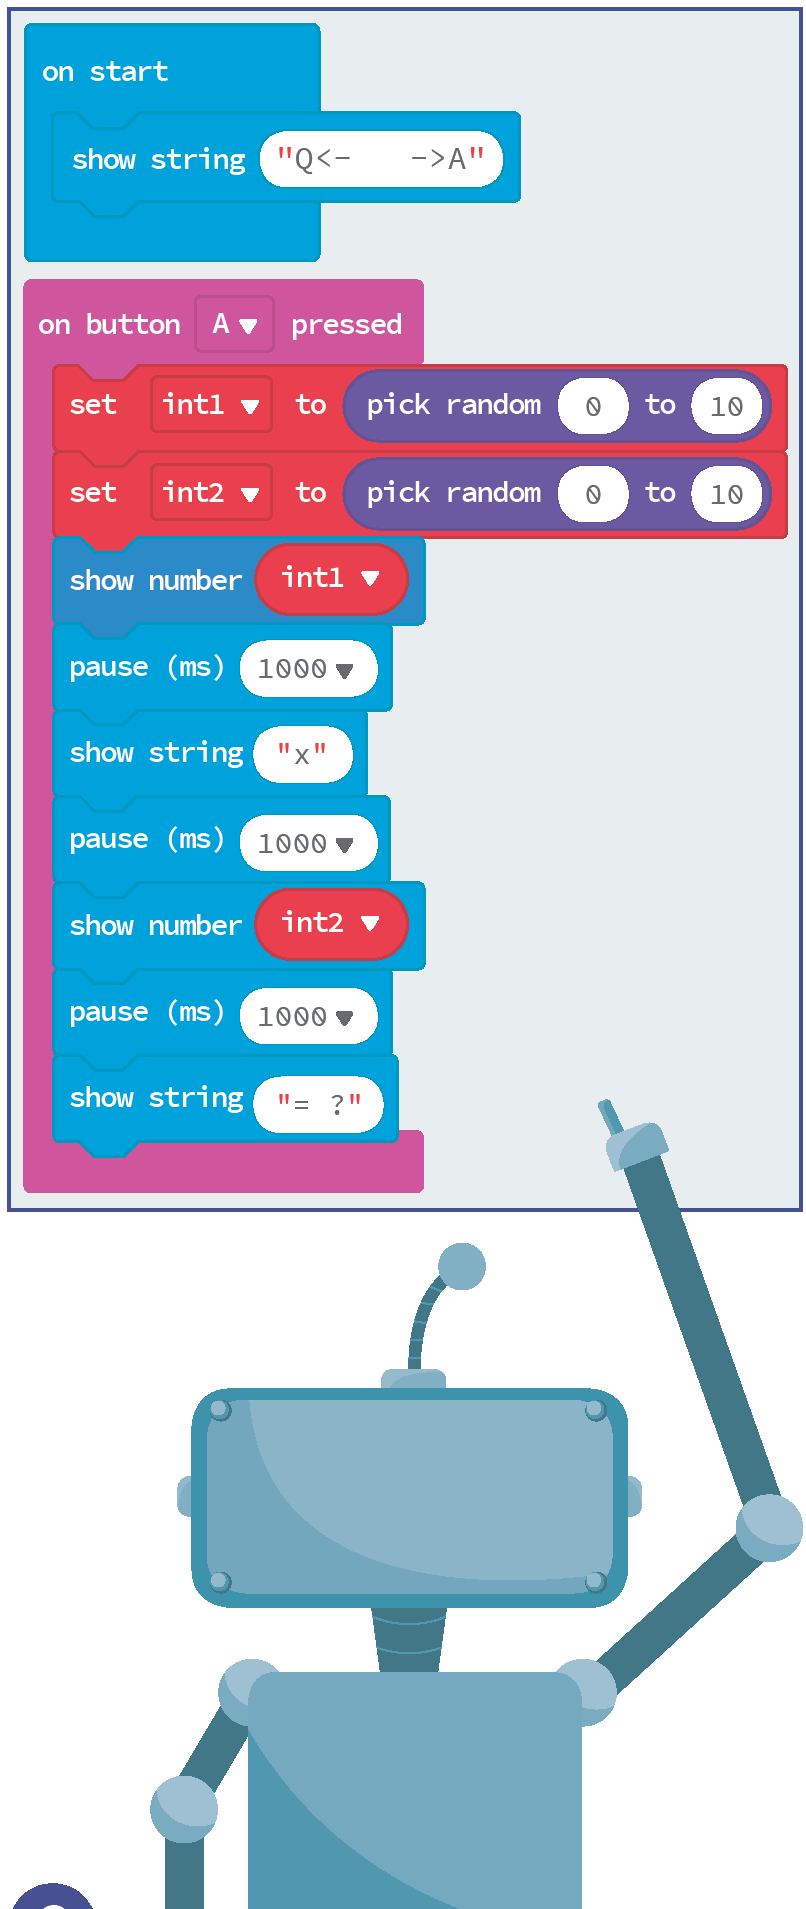 on start
show string "Q<-   ->A"
on button A pressed
set int1 to pick random 0 to 10
set int2 to pick random 0 to 10
show number int1
pause (ms) 1000
show string "x"
pause (ms) 1000
show number int2
pause (ms) 1000
show string "= ?"